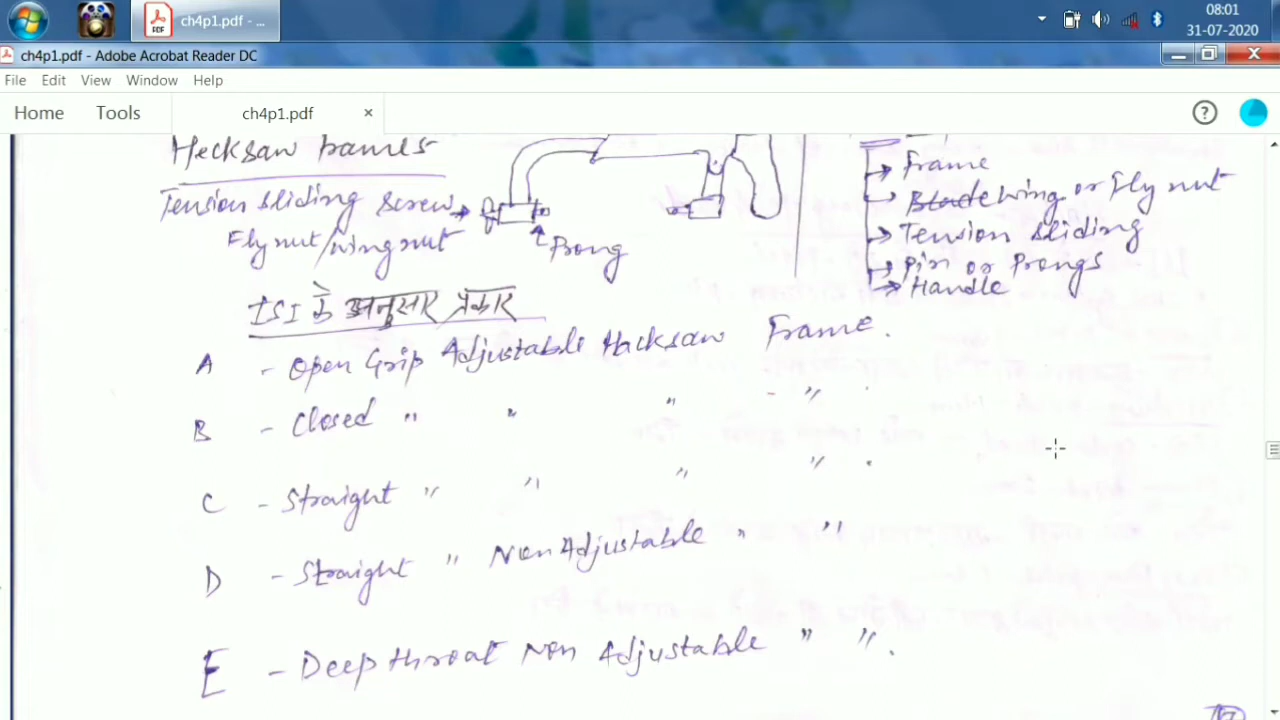 ch4p1.pdf - ...
08:01
31-07-2020
ch4p1.pdf - Adobe Acrobat Reader DC
File Edit View Window Help
Home Tools ch4p1.pdf ×
Hecksaw frames
Tension sliding screw
Fly nut/wing nut
Prong
Frame
Blade wing or Fly nut
Tension sliding
Pin or Prongs
Handle
ISI के अनुसार प्रकार
A - Open Grip Adjustable Hacksaw Frame.
B - Closed " " " - "
C - Straight " " " " .
D - Straight " Non Adjustable " "
E - Deep throat Non Adjustable " " .